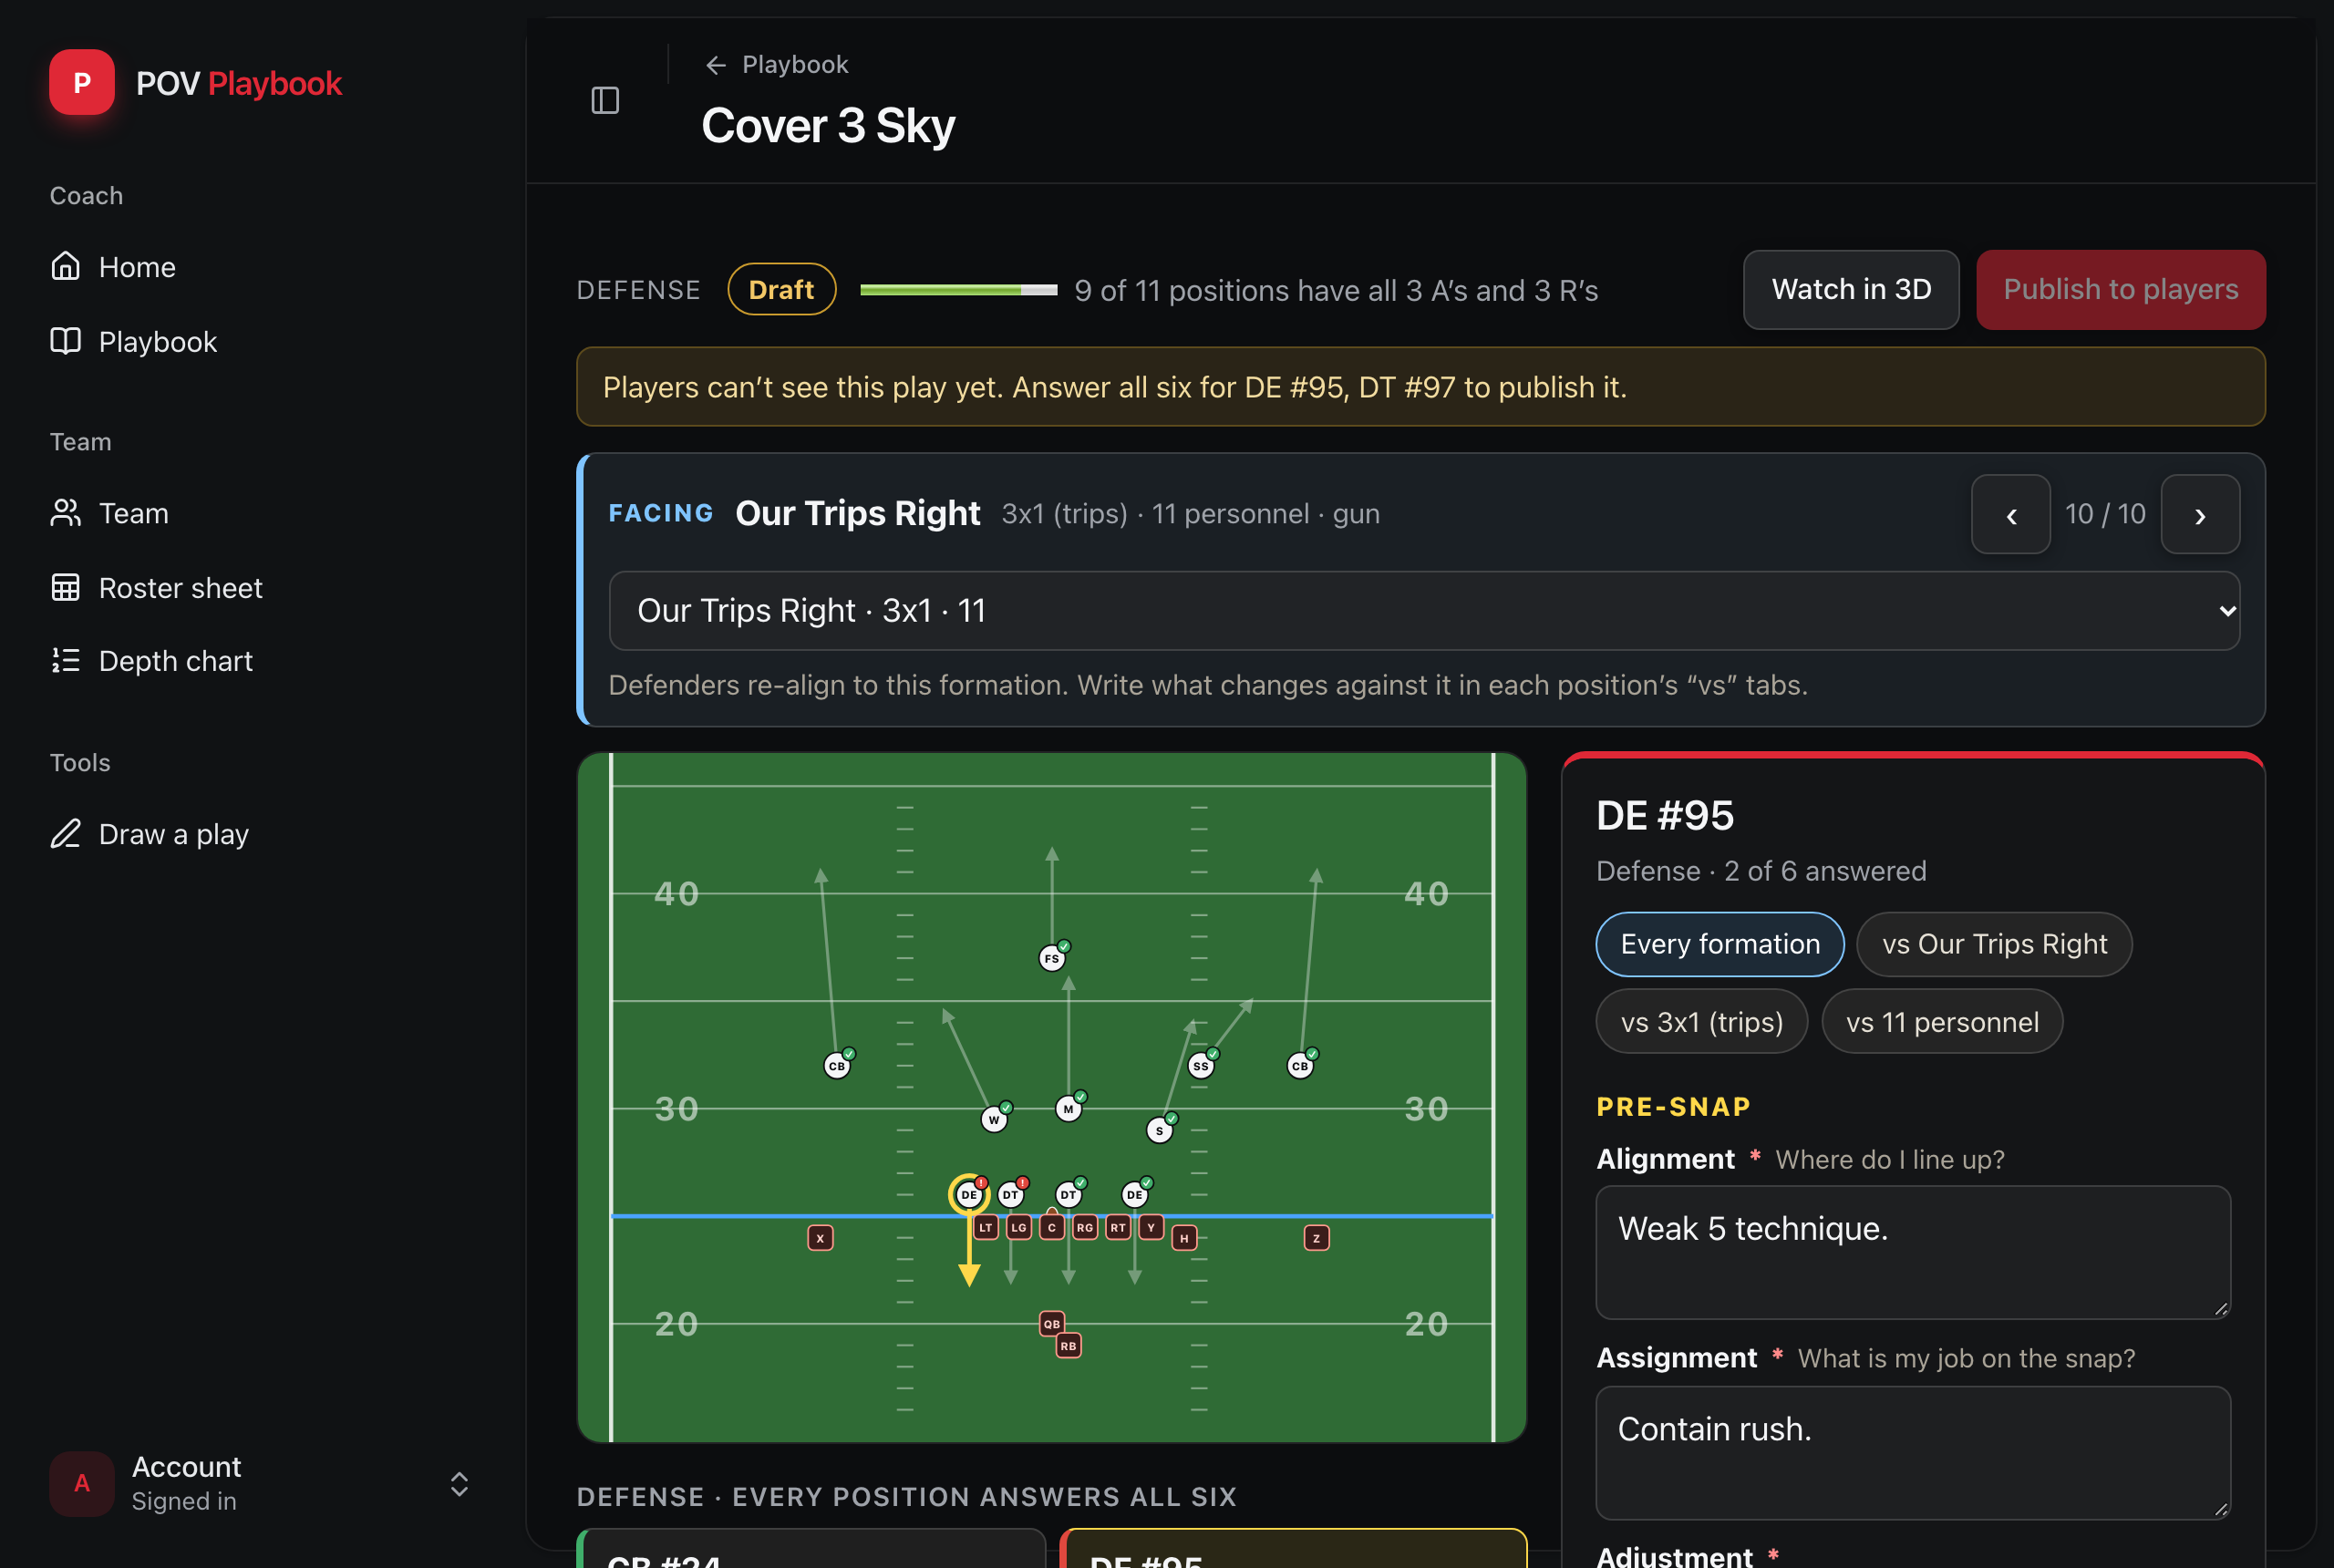 P
POV Playbook
Coach
Home
Playbook
Team
Team
Roster sheet
Depth chart
Tools
Draw a play
A
Account
Signed in
← Playbook
Cover 3 Sky
DEFENSE
Draft
9 of 11 positions have all 3 A’s and 3 R’s
Watch in 3D
Publish to players
Players can’t see this play yet. Answer all six for DE #95, DT #97 to publish it.
FACING Our Trips Right 3x1 (trips) · 11 personnel · gun
‹ 10 / 10 ›
Our Trips Right · 3x1 · 11
Defenders re-align to this formation. Write what changes against it in each position’s “vs” tabs.
40 40
FS
CB SS CB
30 30
W M S
DE ! DT ! DT DE
LT LG C RG RT Y
X H Z
20 20
QB
RB
DEFENSE · EVERY POSITION ANSWERS ALL SIX
CB #24
DE #95
DE #95
Defense · 2 of 6 answered
Every formation
vs Our Trips Right
vs 3x1 (trips)
vs 11 personnel
PRE-SNAP
Alignment * Where do I line up?
Weak 5 technique.
Assignment * What is my job on the snap?
Contain rush.
Adjustment *